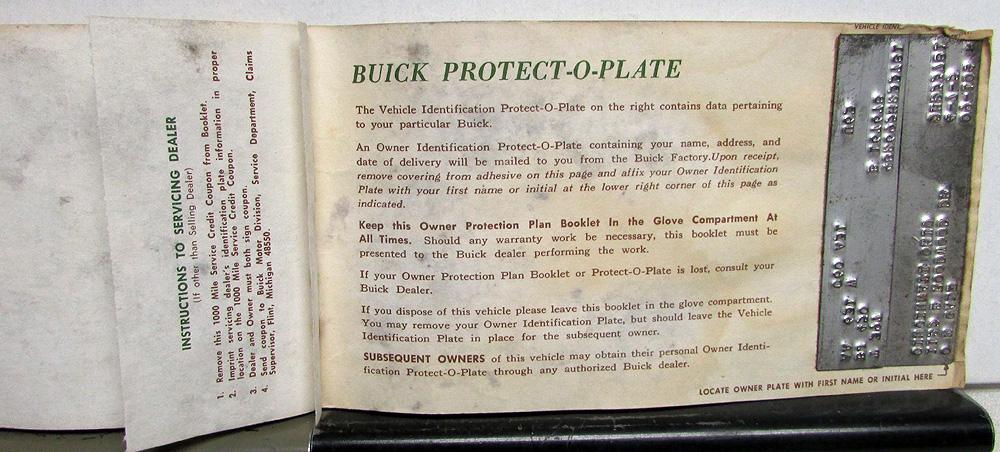 INSTRUCTIONS TO SERVICING DEALER
(If other than Selling Dealer)
1. Remove this 1000 Mile Service Credit Coupon from Booklet.
2. Imprint servicing dealer's identification plate information in proper
location on the 1000 Mile Service Credit Coupon.
3. Dealer and Owner must both sign coupon.
4. Send coupon to Buick Motor Division, Service Department, Claims
Supervisor, Flint, Michigan 48550.
BUICK PROTECT-O-PLATE
The Vehicle Identification Protect-O-Plate on the right contains data pertaining
to your particular Buick.
An Owner Identification Protect-O-Plate containing your name, address, and
date of delivery will be mailed to you from the Buick Factory. Upon receipt,
remove covering from adhesive on this page and affix your Owner Identification
Plate with your first name or initial at the lower right corner of this page as
indicated.
Keep this Owner Protection Plan Booklet In the Glove Compartment At
All Times. Should any warranty work be necessary, this booklet must be
presented to the Buick dealer performing the work.
If your Owner Protection Plan Booklet or Protect-O-Plate is lost, consult your
Buick Dealer.
If you dispose of this vehicle please leave this booklet in the glove compartment.
You may remove your Owner Identification Plate, but should leave the Vehicle
Identification Plate in place for the subsequent owner.
SUBSEQUENT OWNERS of this vehicle may obtain their personal Owner Identi-
fication Protect-O-Plate through any authorized Buick dealer.
LOCATE OWNER PLATE WITH FIRST NAME OR INITIAL HERE
VEHICLE IDENT